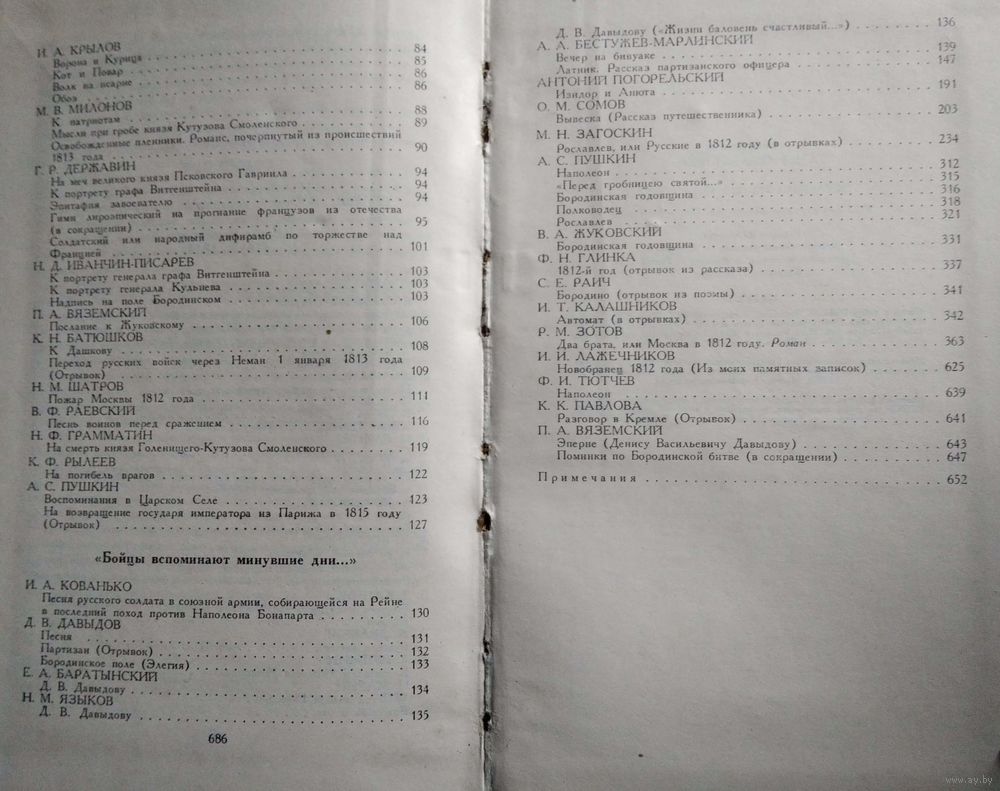 И. А. КРЫЛОВ
Ворона и Курица . . . 84
Кот и Повар . . . 85
Волк на псарне . . . 86
Обоз . . . 86
М. В. МИЛОНОВ
К патриотам . . . 88
Мысли при гробе князя Кутузова Смоленского . . . 89
Освобожденные пленники. Романс, почерпнутый из происшествий
1813 года . . . 90
Г. Р. ДЕРЖАВИН
На меч великого князя Псковского Гавриила . . . 94
К портрету графа Витгенштейна . . . 94
Эпитафия завоевателю . . . 94
Гимн лироэпический на прогнание французов из отечества
(в сокращении) . . . 95
Солдатский или народный дифирамб по торжестве над
Францией . . . 101
Н. Д. ИВАНЧИН-ПИСАРЕВ
К портрету генерала графа Витгенштейна . . . 103
К портрету генерала Кульнева . . . 103
Надпись на поле Бородинском . . . 103
П. А. ВЯЗЕМСКИЙ
Послание к Жуковскому . . . 106
К. Н. БАТЮШКОВ
К Дашкову . . . 108
Переход русских войск через Неман 1 января 1813 года
(Отрывок) . . . 109
Н. М. ШАТРОВ
Пожар Москвы 1812 года . . . 111
В. Ф. РАЕВСКИЙ
Песнь воинов перед сражением . . . 116
Н. Ф. ГРАММАТИН
На смерть князя Голенищего-Кутузова Смоленского . . . 119
К. Ф. РЫЛЕЕВ
На погибель врагов . . . 122
А. С. ПУШКИН
Воспоминания в Царском Селе . . . 123
На возвращение государя императора из Парижа в 1815 году
(Отрывок) . . . 127
«Бойцы вспоминают минувшие дни...»
И. А. КОВАНЬКО
Песня русского солдата в союзной армии, собирающейся на Рейне
в последний поход против Наполеона Бонапарта . . . 130
Д. В. ДАВЫДОВ
Песня . . . 131
Партизан (Отрывок) . . . 132
Бородинское поле (Элегия) . . . 133
Е. А. БАРАТЫНСКИЙ
Д. В. Давыдову . . . 134
Н. М. ЯЗЫКОВ
Д. В. Давыдову . . . 135
686
Д. В. Давыдову («Жизни баловень счастливый...») . . . 136
А. А. БЕСТУЖЕВ-МАРЛИНСКИЙ
Вечер на бивуаке . . . 139
Латник. Рассказ партизанского офицера . . . 147
АНТОНИЙ ПОГОРЕЛЬСКИЙ
Изидор и Анюта . . . 191
О. М. СОМОВ
Вывеска (Рассказ путешественника) . . . 203
М. Н. ЗАГОСКИН
Рославлев, или Русские в 1812 году (в отрывках) . . . 234
А. С. ПУШКИН
Наполеон . . . 312
«Перед гробницею святой...» . . . 315
Бородинская годовщина . . . 316
Полководец . . . 318
Рославлев . . . 321
В. А. ЖУКОВСКИЙ
Бородинская годовщина . . . 331
Ф. Н. ГЛИНКА
1812-й год (отрывок из рассказа) . . . 337
С. Е. РАИЧ
Бородино (отрывок из поэмы) . . . 341
И. Т. КАЛАШНИКОВ
Автомат (в отрывках) . . . 342
Р. М. ЗОТОВ
Два брата, или Москва в 1812 году. Роман . . . 363
И. И. ЛАЖЕЧНИКОВ
Новобранец 1812 года (Из моих памятных записок) . . . 625
Ф. И. ТЮТЧЕВ
Наполеон . . . 639
К. К. ПАВЛОВА
Разговор в Кремле (Отрывок) . . . 641
П. А. ВЯЗЕМСКИЙ
Эперне (Денису Васильевичу Давыдову) . . . 643
Поминки по Бородинской битве (в сокращении) . . . 647
Примечания . . . 652
www.ay.by